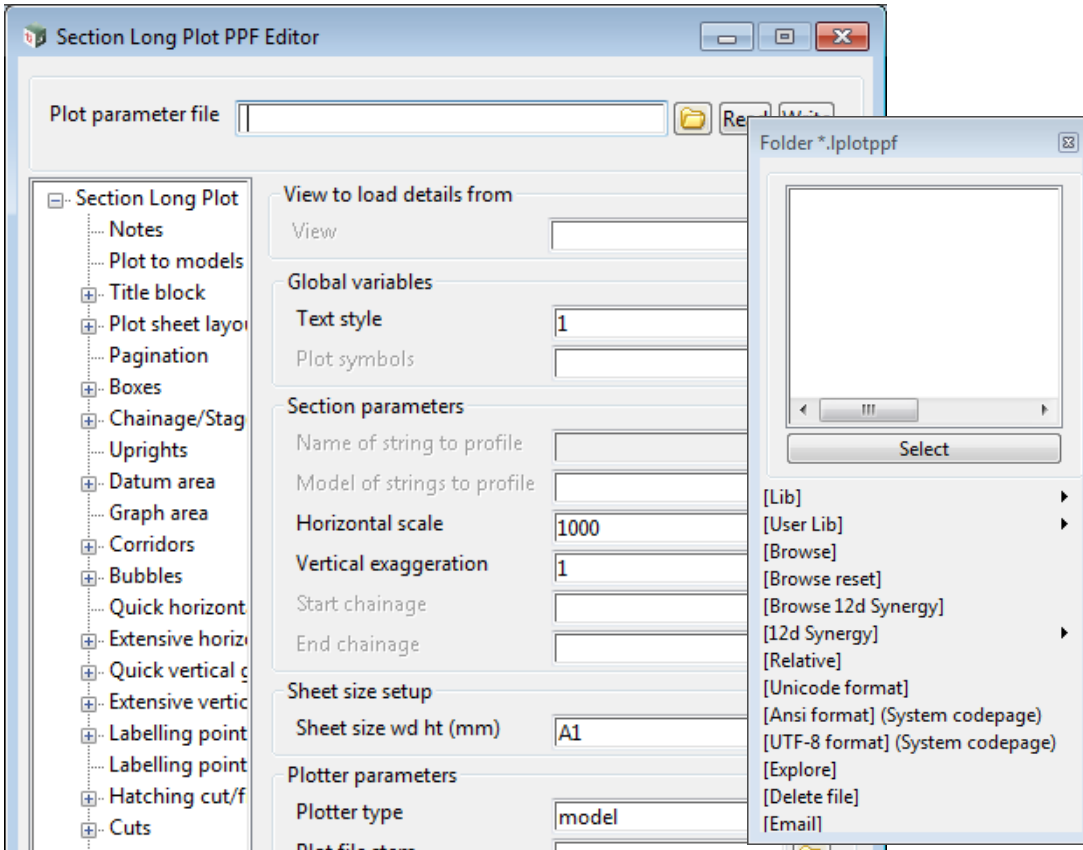 Section Long Plot PPF Editor
Plot parameter file
Folder *.lplotppf
Section Long Plot
Notes
Plot to models
Title block
Plot sheet layou
Pagination
Boxes
Chainage/Stag
Uprights
Datum area
Graph area
Corridors
Bubbles
Quick horizont
Extensive horiz
Quick vertical g
Extensive vertic
Labelling point
Labelling point
Hatching cut/f
Cuts
View to load details from
View
Global variables
Text style 1
Plot symbols
Section parameters
Name of string to profile
Model of strings to profile
Horizontal scale 1000
Vertical exaggeration 1
Start chainage
End chainage
Sheet size setup
Sheet size wd ht (mm) A1
Plotter parameters
Plotter type model
Select
[Lib]
[User Lib]
[Browse]
[Browse reset]
[Browse 12d Synergy]
[12d Synergy]
[Relative]
[Unicode format]
[Ansi format] (System codepage)
[UTF-8 format] (System codepage)
[Explore]
[Delete file]
[Email]